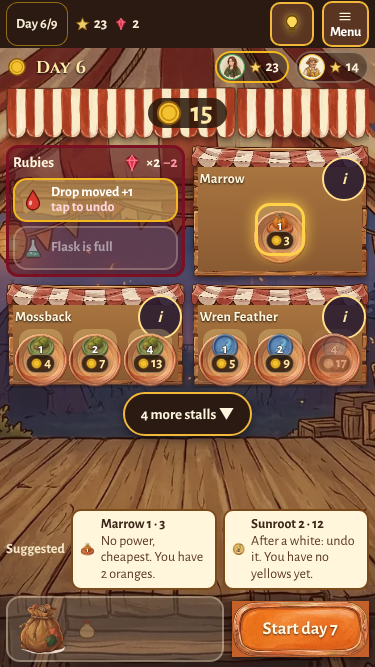 Day 6/9
23
2
Menu
DAY 6
23
14
15
Rubies
×2 −2
Drop moved +1
tap to undo
Flask is full
Marrow
i
1
3
Mossback
i
1
4
2
7
4
13
Wren Feather
i
1
5
2
9
4
17
4 more stalls ▼
Suggested
Marrow 1 · 3
No power,
cheapest. You have
2 oranges.
Sunroot 2 · 12
After a white: undo
it. You have no
yellows yet.
Start day 7